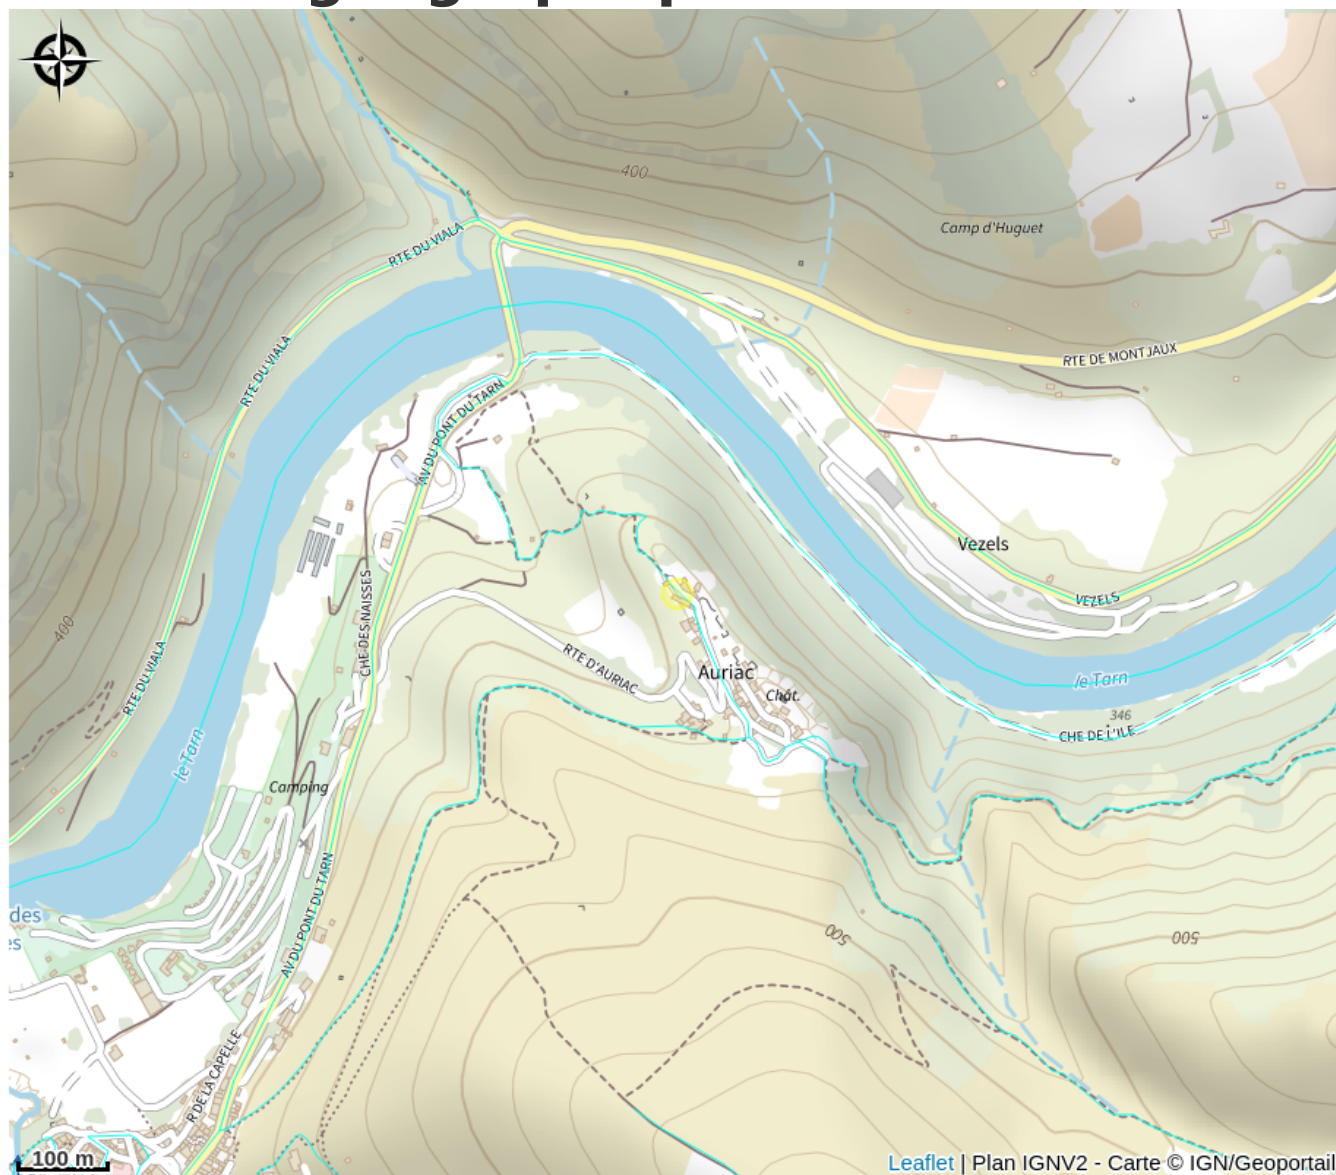 400
Camp d'Huguet
RTE DU VIALA
RTE DE MONTJAUX
RTE DU VIALA
AV DU PONT DU TARN
Vezels
VEZELS
CHE DES NAISSES
400
RTE D'AURIAC
Auriac
Chât.
le Tarn
346
CHE DE L'ILE
RTE DU VIALA
le Tarn
Camping
des
es
AV DU PONT DU TARN
500
500
R DE LA CAPELLE
100 m
Leaflet | Plan IGNV2 - Carte © IGN/Geoportail